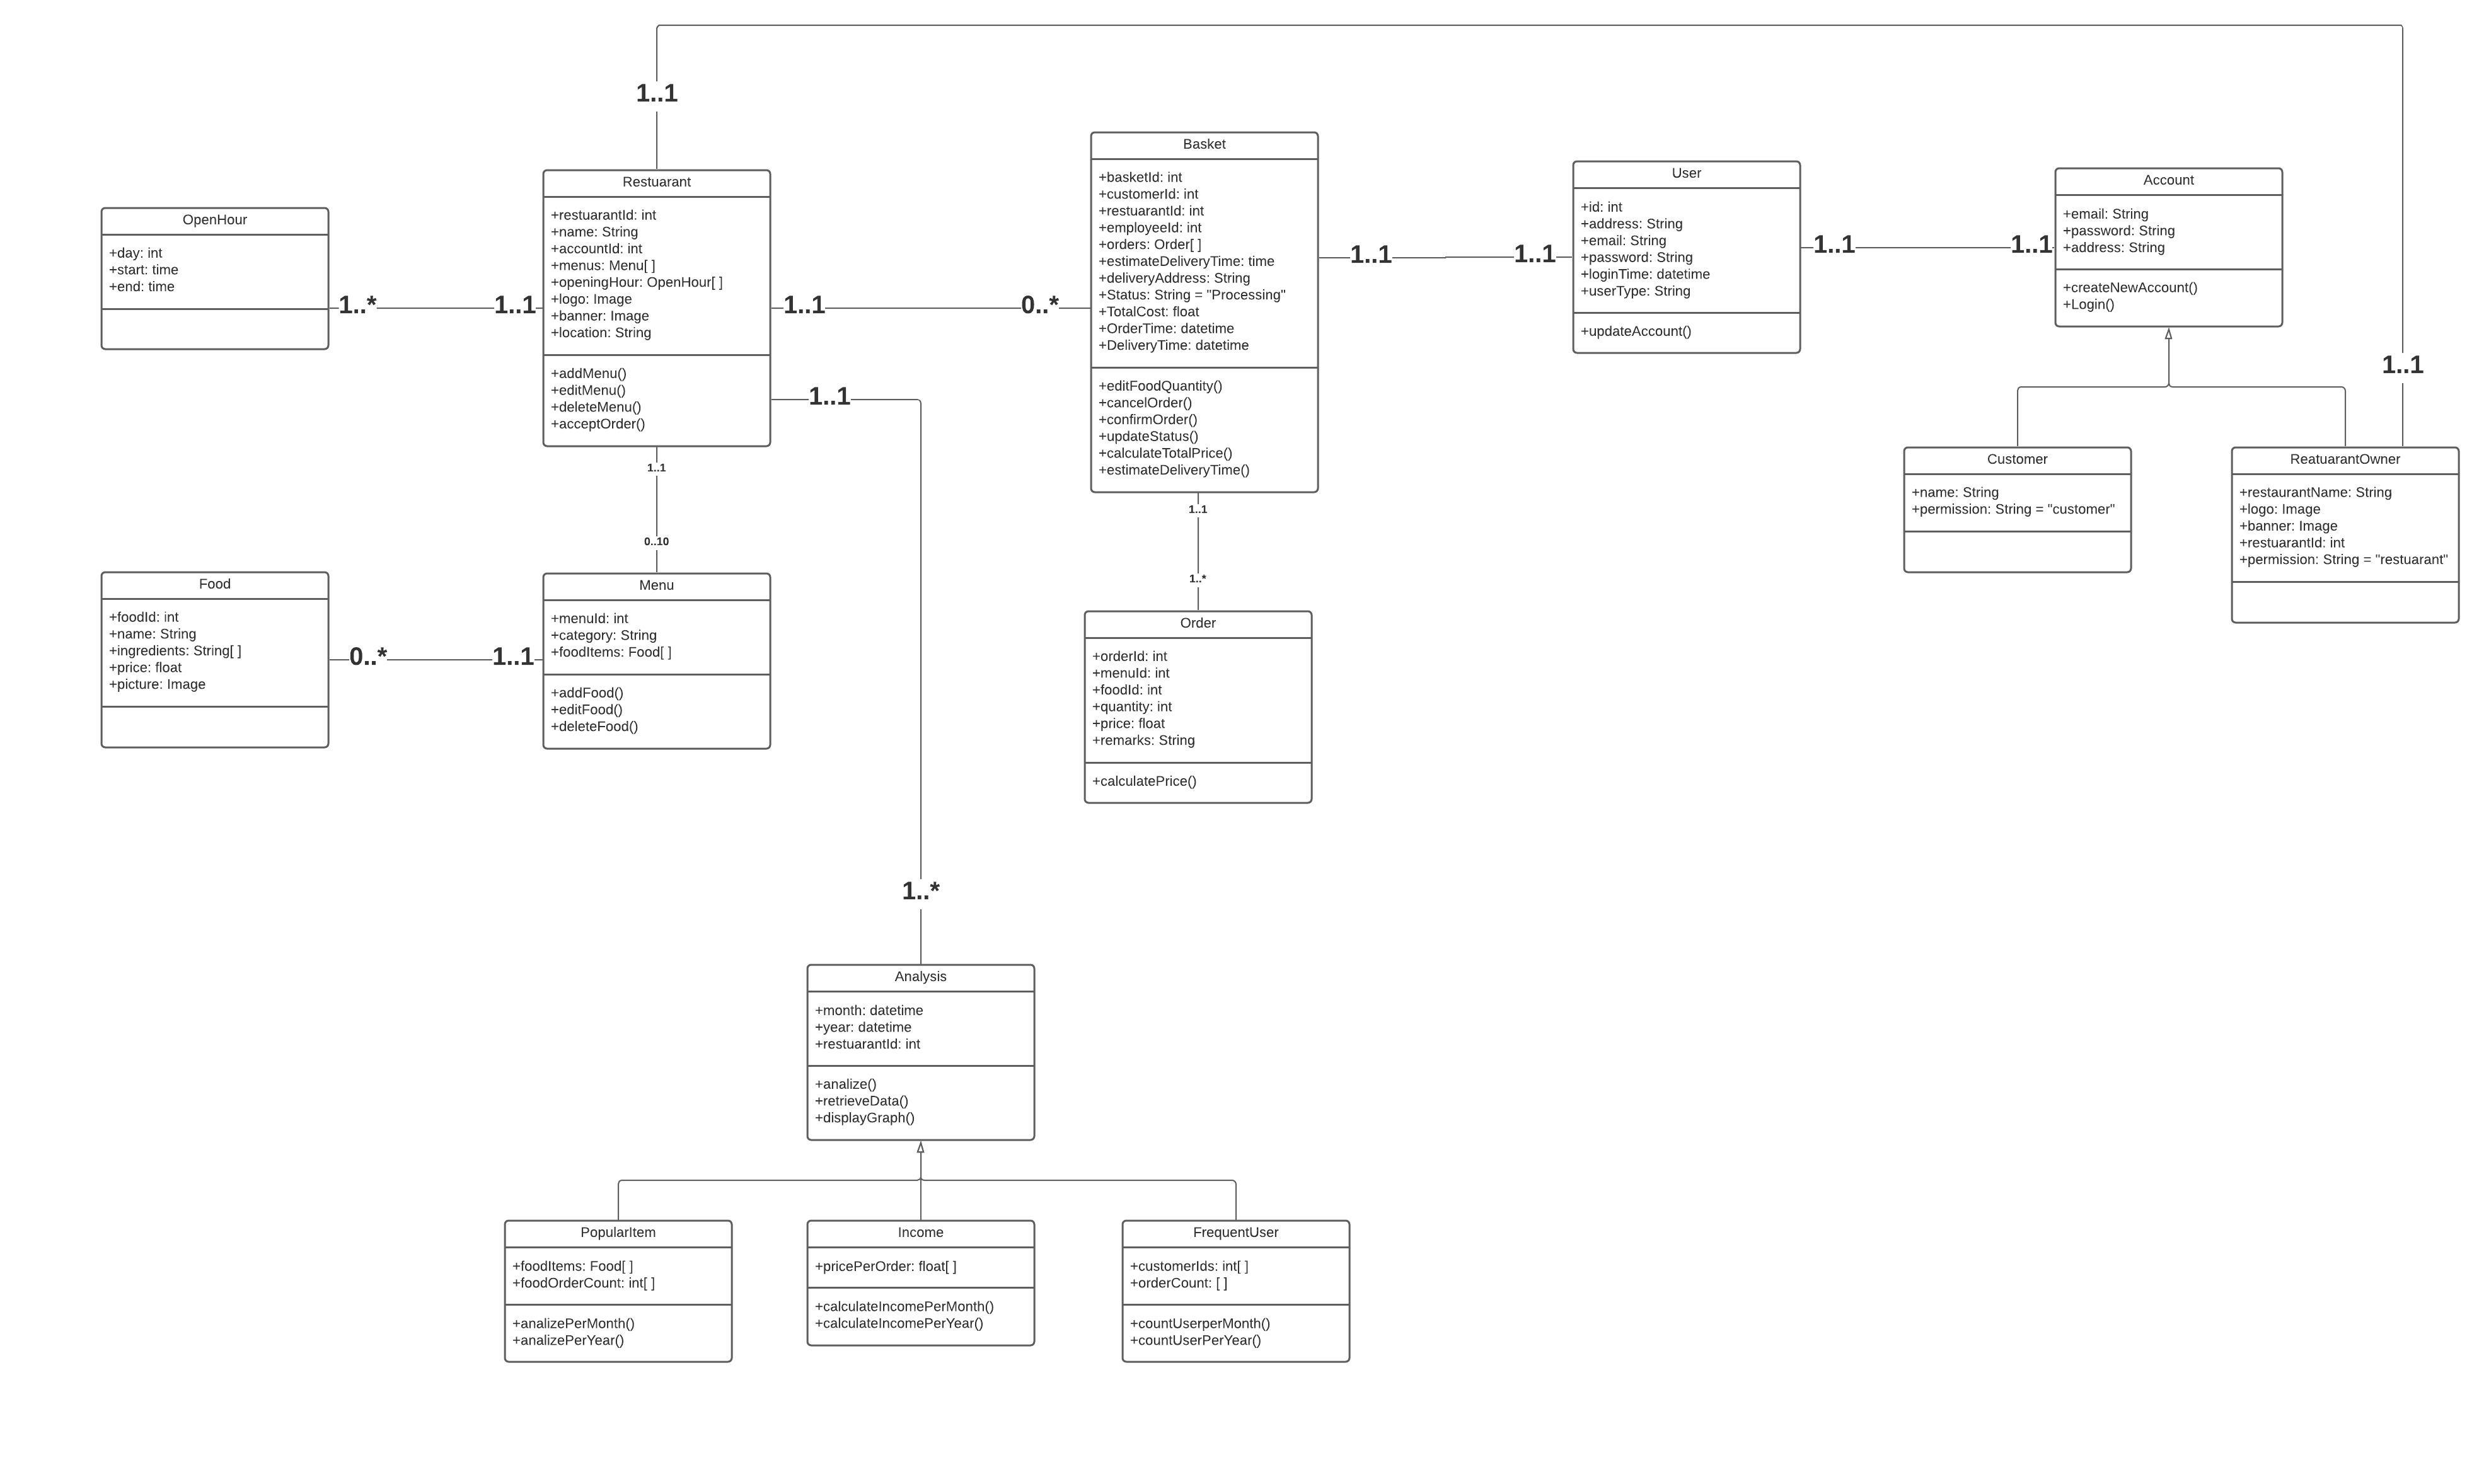 1..1
OpenHour
+day: int
+start: time
+end: time
1..*
1..1
Restuarant
+restuarantId: int
+name: String
+accountId: int
+menus: Menu[ ]
+openingHour: OpenHour[ ]
+logo: Image
+banner: Image
+location: String
+addMenu()
+editMenu()
+deleteMenu()
+acceptOrder()
1..1
0..*
1..1
Basket
+basketId: int
+customerId: int
+restuarantId: int
+employeeId: int
+orders: Order[ ]
+estimateDeliveryTime: time
+deliveryAddress: String
+Status: String = "Processing"
+TotalCost: float
+OrderTime: datetime
+DeliveryTime: datetime
+editFoodQuantity()
+cancelOrder()
+confirmOrder()
+updateStatus()
+calculateTotalPrice()
+estimateDeliveryTime()
1..1
1..1
User
+id: int
+address: String
+email: String
+password: String
+loginTime: datetime
+userType: String
+updateAccount()
1..1
1..1
Account
+email: String
+password: String
+address: String
+createNewAccount()
+Login()
1..1
Customer
+name: String
+permission: String = "customer"
ReatuarantOwner
+restaurantName: String
+logo: Image
+banner: Image
+restuarantId: int
+permission: String = "restuarant"
1..1
0..10
1..1
1..*
Food
+foodId: int
+name: String
+ingredients: String[ ]
+price: float
+picture: Image
0..*
1..1
Menu
+menuId: int
+category: String
+foodItems: Food[ ]
+addFood()
+editFood()
+deleteFood()
Order
+orderId: int
+menuId: int
+foodId: int
+quantity: int
+price: float
+remarks: String
+calculatePrice()
1..*
Analysis
+month: datetime
+year: datetime
+restuarantId: int
+analize()
+retrieveData()
+displayGraph()
PopularItem
+foodItems: Food[ ]
+foodOrderCount: int[ ]
+analizePerMonth()
+analizePerYear()
Income
+pricePerOrder: float[ ]
+calculateIncomePerMonth()
+calculateIncomePerYear()
FrequentUser
+customerIds: int[ ]
+orderCount: [ ]
+countUserperMonth()
+countUserPerYear()